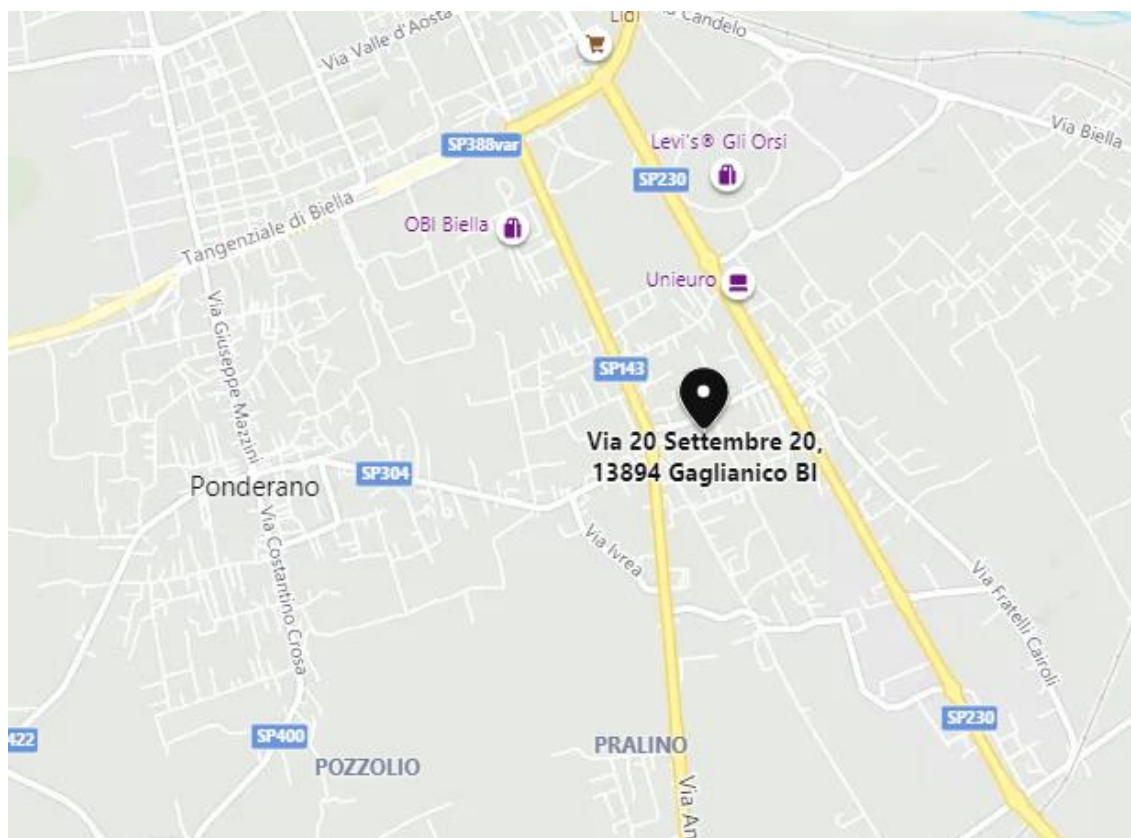 Lidl
Candelo
Via Valle d'Aosta
Via Biella
SP388var
Levi's® Gli Orsi
SP230
OBI Biella
Tangenziale di Biella
Unieuro
Via Giuseppe Mazzini
SP143
Via 20 Settembre 20,
13894 Gaglianico BI
SP304
Ponderano
Via Costantino Crosa
Via Ivrea
Via Fratelli Cairoli
SP230
422
SP400
PRALINO
POZZOLIO
Via An